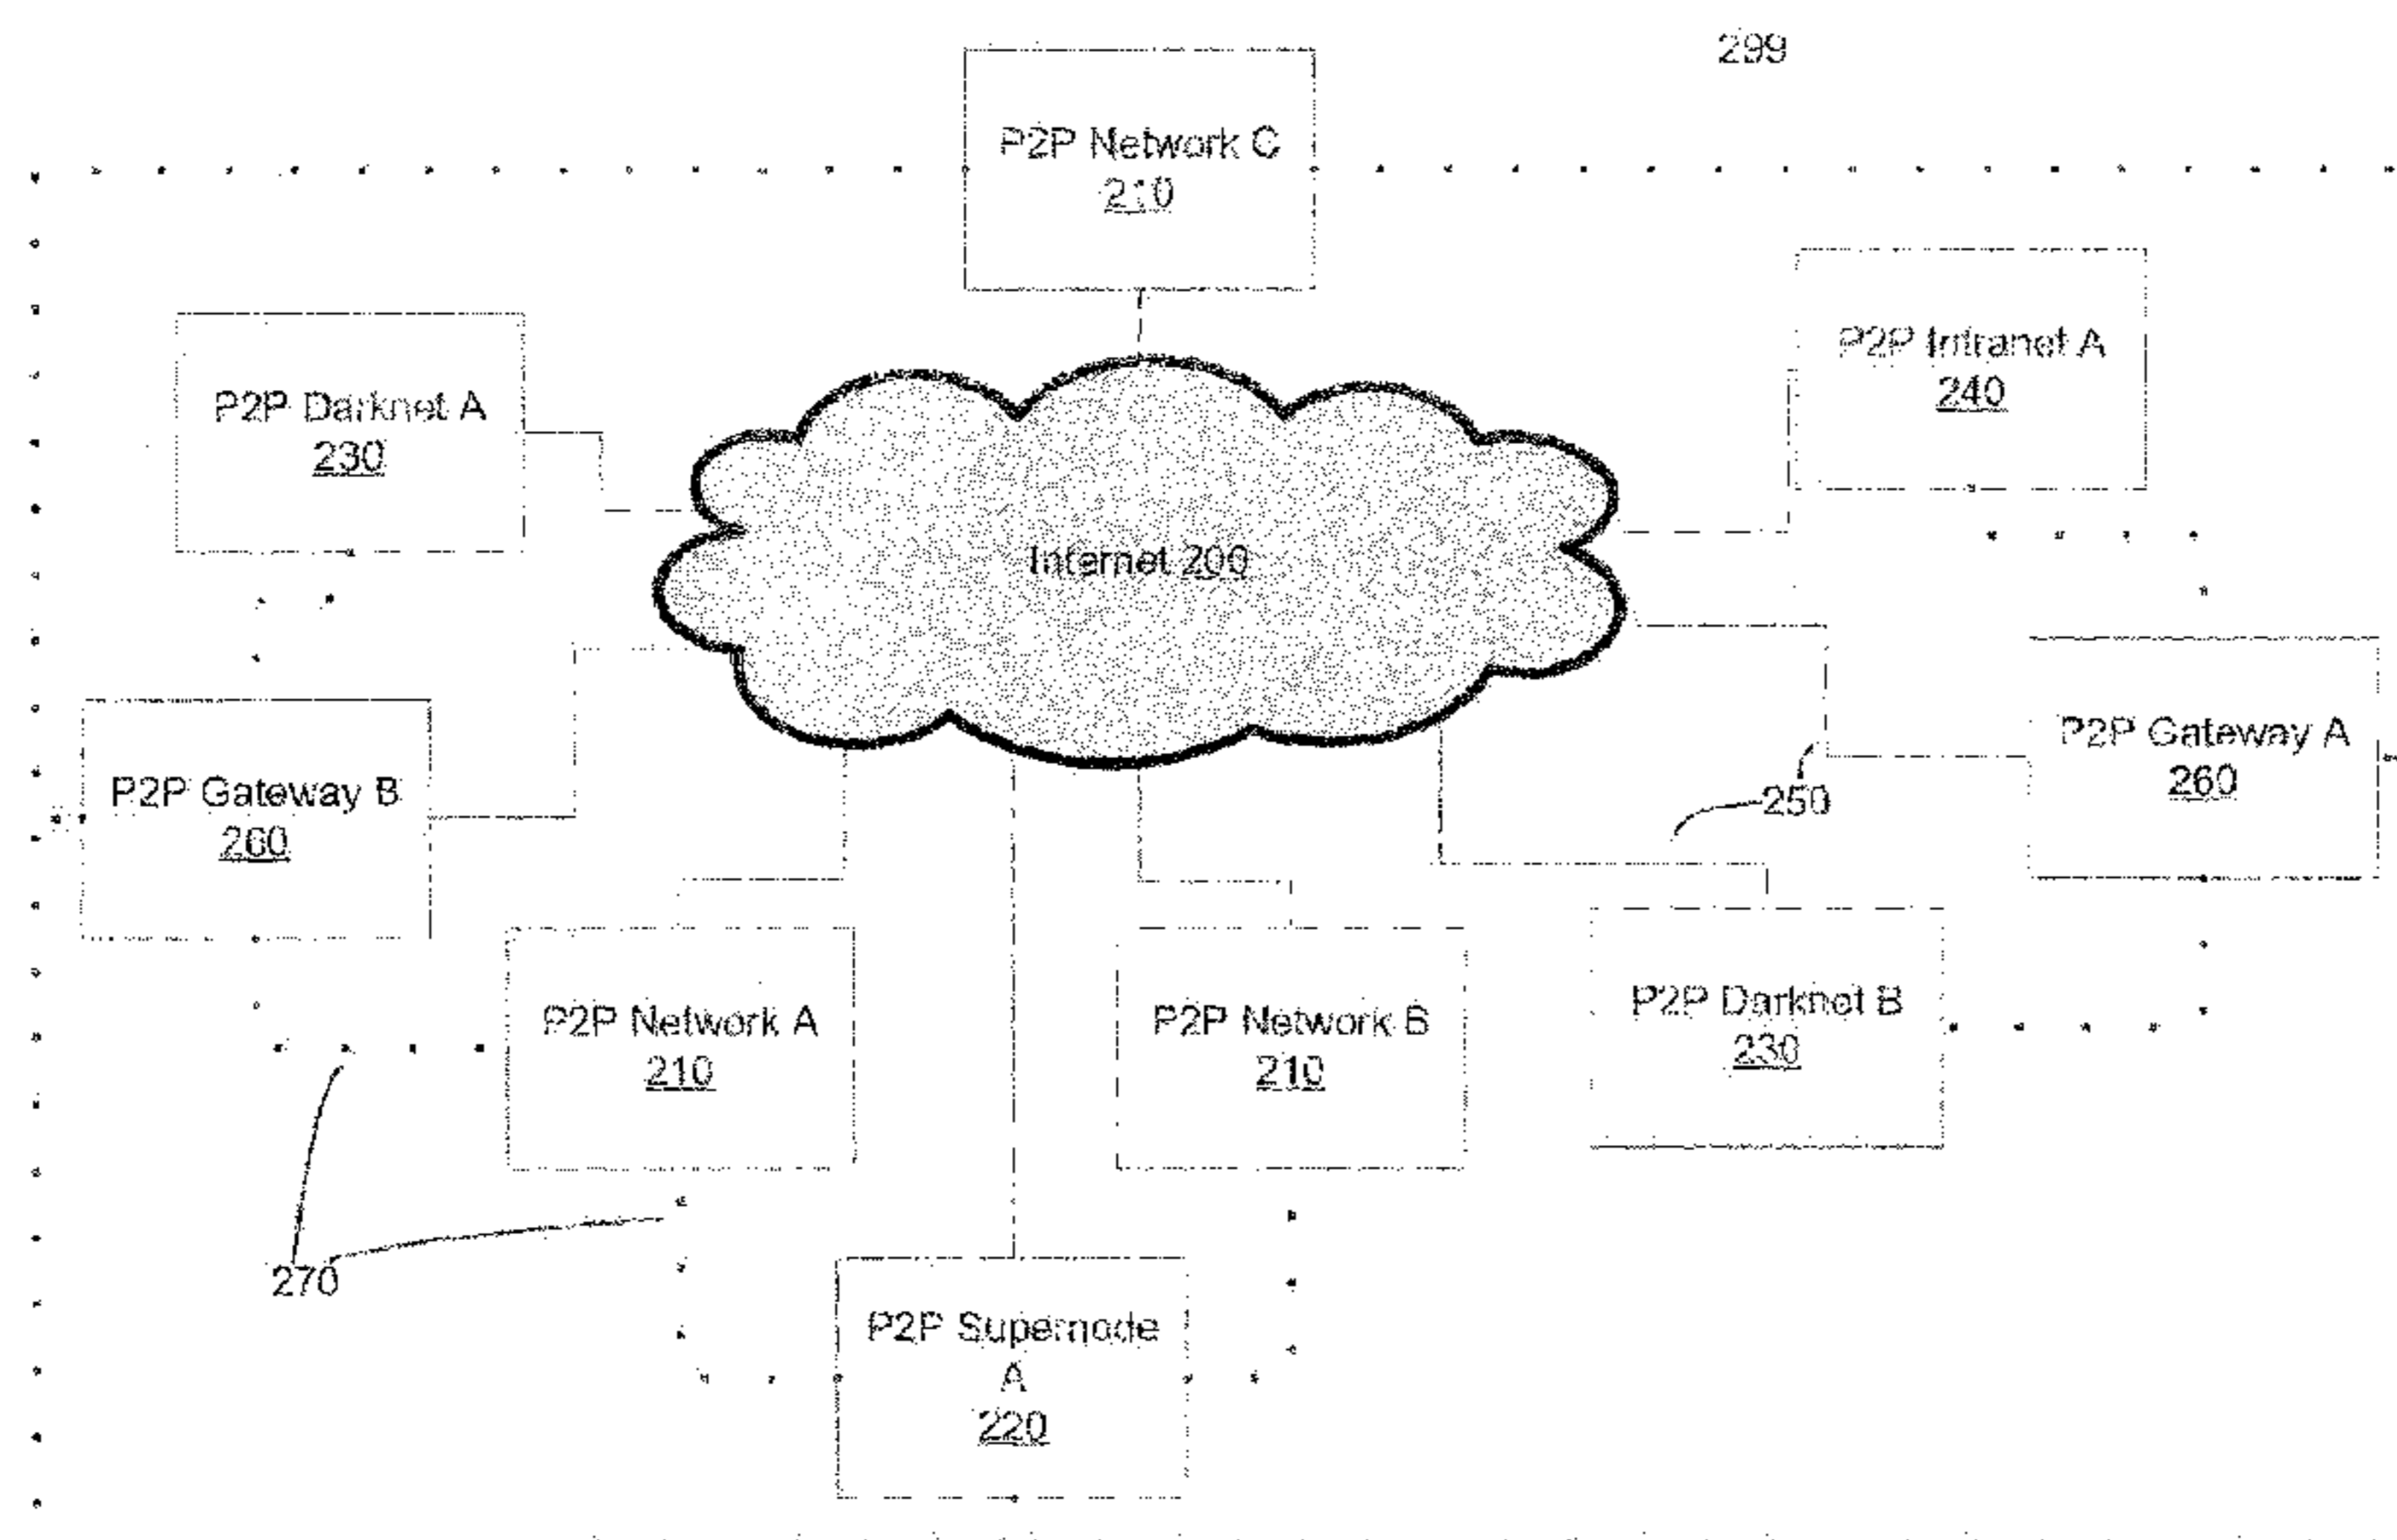 299
P2P Network C
210
P2P Intranet A
240
P2P Darknet A
230
Internet 200
P2P Gateway A
260
P2P Gateway B
260
250
P2P Network A
210
P2P Network B
210
P2P Darknet B
230
270
P2P Supernode
A
220